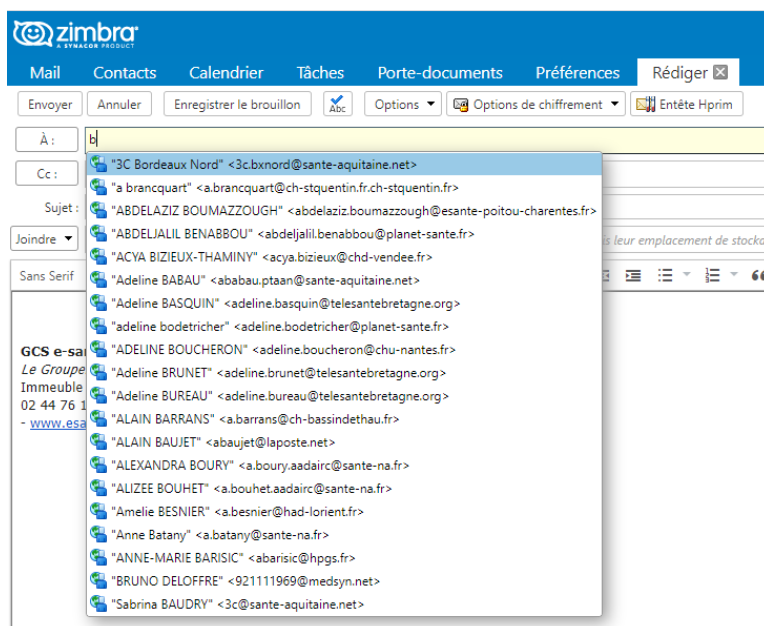 zimbra
A SYNACOR PRODUCT
Mail Contacts Calendrier Tâches Porte-documents Préférences Rédiger
Envoyer Annuler Enregistrer le brouillon Abc Options Options de chiffrement Entête Hprim
À : b
"3C Bordeaux Nord" <3c.bxnord@sante-aquitaine.net>
Cc :
"a brancquart" <a.brancquart@ch-stquentin.fr.ch-stquentin.fr>
Sujet : "ABDELAZIZ BOUMAZZOUGH" <abdelaziz.boumazzough@esante-poitou-charentes.fr>
Joindre "ABDELJALIL BENABBOU" <abdeljalil.benabbou@planet-sante.fr> leur emplacement de
"ACYA BIZIEUX-THAMINY" <acya.bizieux@chd-vendee.fr>
Sans Serif "Adeline BABAU" <ababau.ptaan@sante-aquitaine.net>
"Adeline BASQUIN" <adeline.basquin@telesantebretagne.org>
"adeline bodetricher" <adeline.bodetricher@planet-sante.fr>
GCS "ADELINE BOUCHERON" <adeline.boucheron@chu-nantes.fr>
Le Groupe "Adeline BRUNET" <adeline.brunet@telesantebretagne.org>
Immeuble "Adeline BUREAU" <adeline.bureau@telesantebretagne.org>
02 44 76 1 "ALAIN BARRANS" <a.barrans@ch-bassindethau.fr>
- www.esa "ALAIN BAUJET" <abaujet@laposte.net>
"ALEXANDRA BOURY" <a.boury.aadairc@sante-na.fr>
"ALIZEE BOUHET" <a.bouhet.aadairc@sante-na.fr>
"Amelie BESNIER" <a.besnier@had-lorient.fr>
"Anne Batany" <a.batany@sante-na.fr>
"ANNE-MARIE BARISIC" <abarisic@hpgs.fr>
"BRUNO DELOFFRE" <921111969@medsyn.net>
"Sabrina BAUDRY" <3c@sante-aquitaine.net>